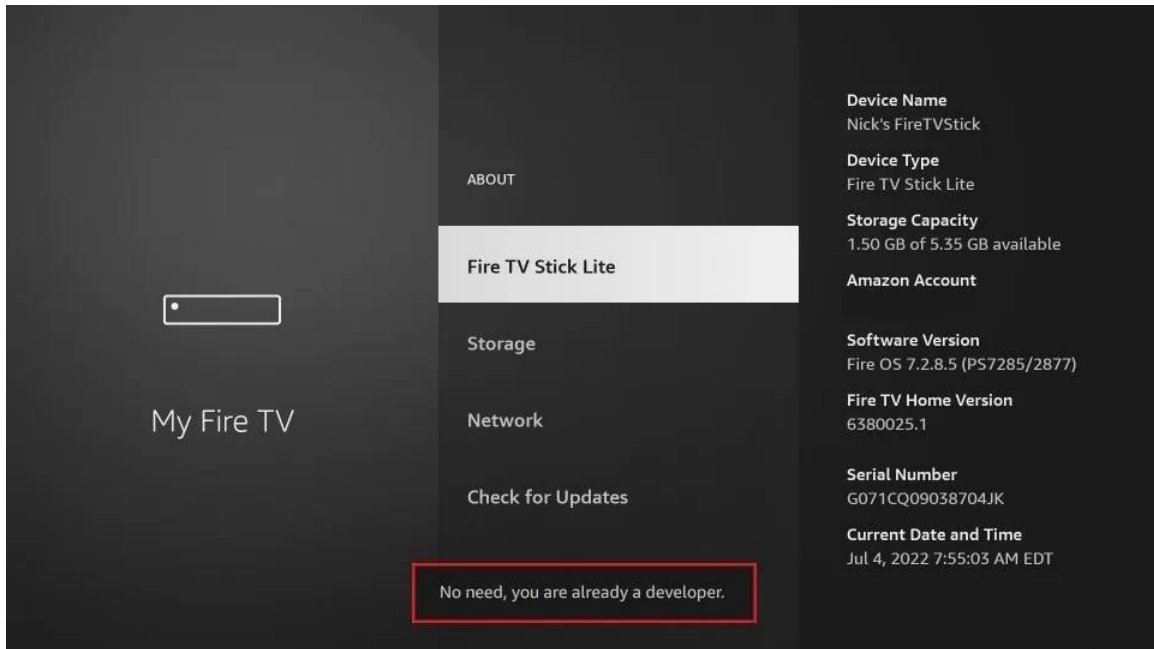 My Fire TV
ABOUT
Fire TV Stick Lite
Storage
Network
Check for Updates
No need, you are already a developer.
Device Name
Nick's FireTVStick
Device Type
Fire TV Stick Lite
Storage Capacity
1.50 GB of 5.35 GB available
Amazon Account
Software Version
Fire OS 7.2.8.5 (PS7285/2877)
Fire TV Home Version
6380025.1
Serial Number
G071CQ09038704JK
Current Date and Time
Jul 4, 2022 7:55:03 AM EDT